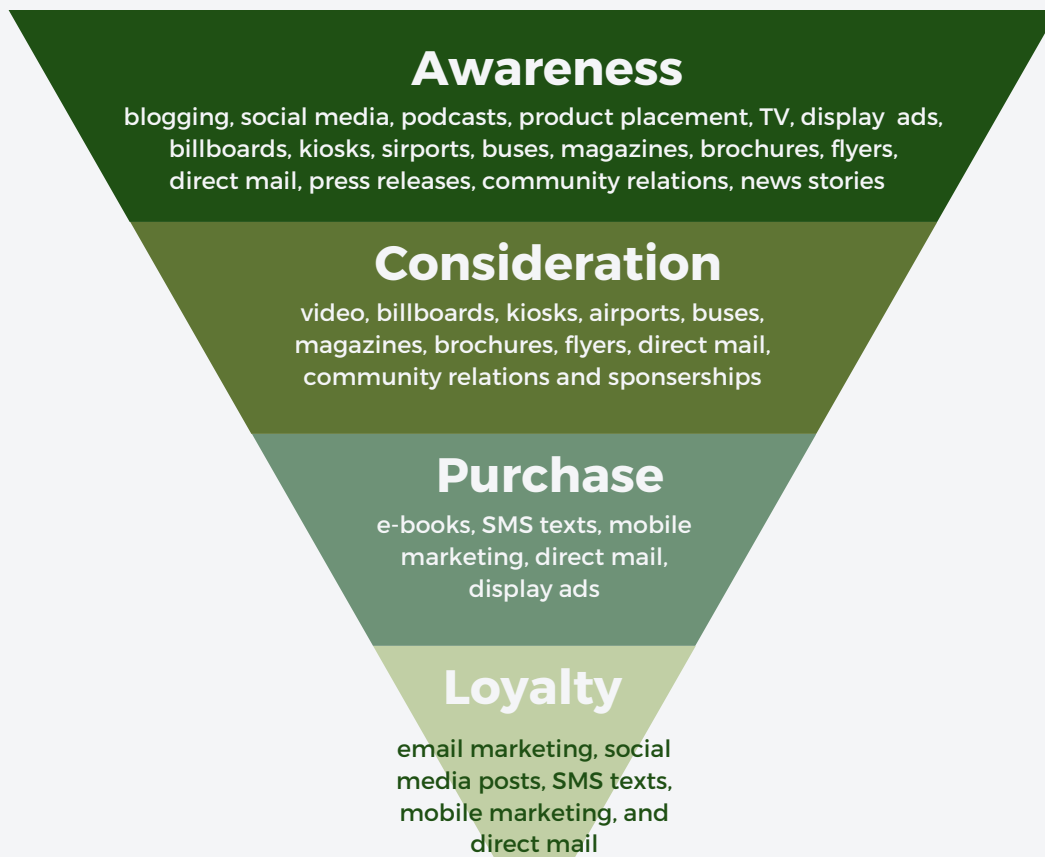 Awareness
blogging, social media, podcasts, product placement, TV, display  ads,
billboards, kiosks, sirports, buses, magazines, brochures, flyers,
direct mail, press releases, community relations, news stories
Consideration
video, billboards, kiosks, airports, buses,
magazines, brochures, flyers, direct mail,
community relations and sponserships
Purchase
e-books, SMS texts, mobile
marketing, direct mail,
display ads
Loyalty
email marketing, social
media posts, SMS texts,
mobile marketing, and
direct mail